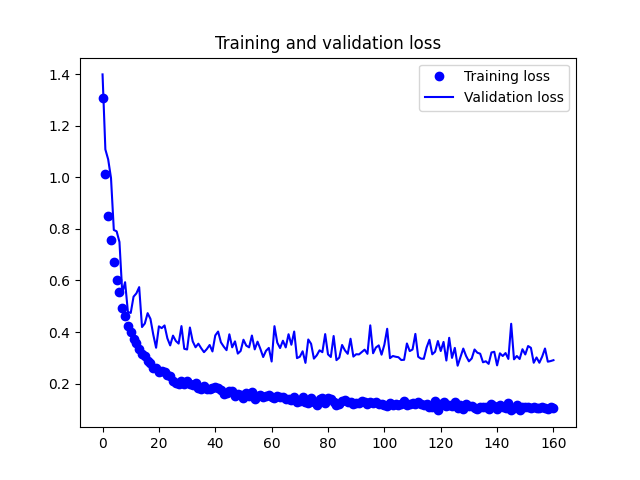 Training and validation loss
Training loss
Validation loss
1.4
1.2
1.0
0.8
0.6
0.4
0.2
0 20 40 60 80 100 120 140 160